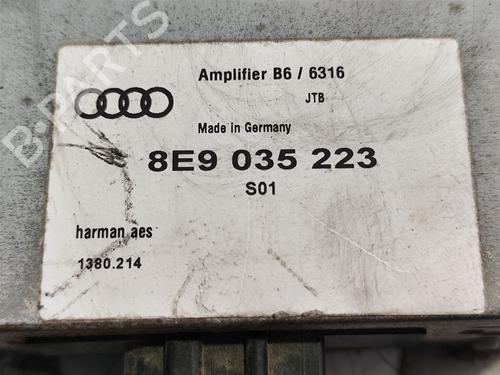 Amplifier B6 / 6316
JTB
Made in Germany
8E9 035 223
S01
harman aes
1380.214
B-PARTS